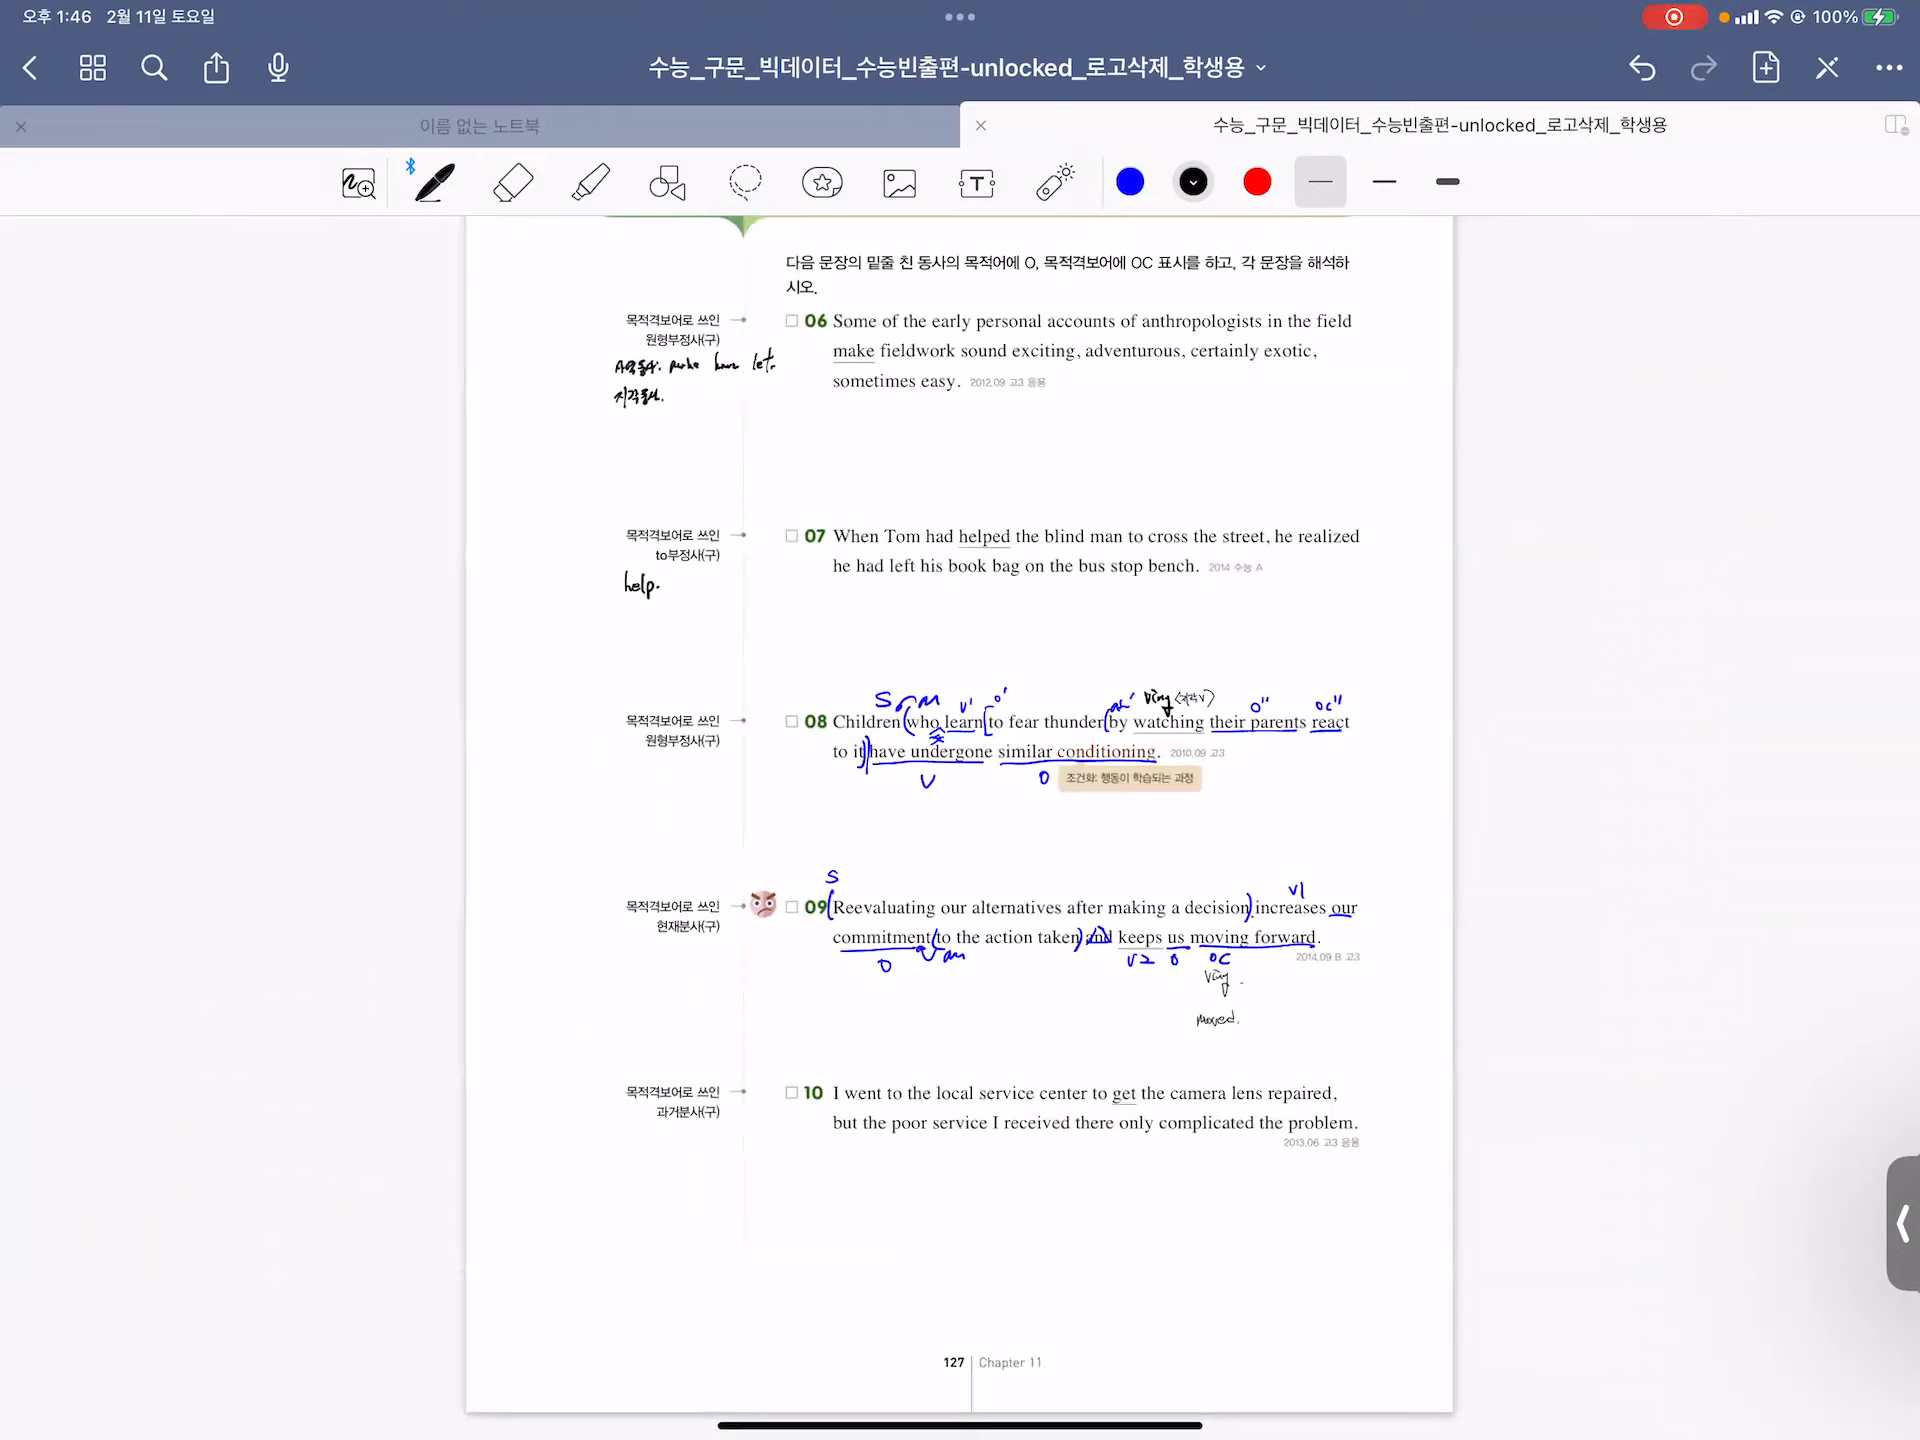 오후 1:46 2월 11일 토요일
100%
수능_구문_빅데이터_수능빈출편-unlocked_로고삭제_학생용
이름 없는 노트북
수능_구문_빅데이터_수능빈출편-unlocked_로고삭제_학생용
T
다음 문장의 밑줄 친 동사의 목적어에 O, 목적격보어에 OC 표시를 하고, 각 문장을 해석하
시오.
목적격보어로 쓰인
원형부정사(구)
make have let.
지각동사.
06 Some of the early personal accounts of anthropologists in the field
make fieldwork sound exciting, adventurous, certainly exotic,
sometimes easy. 2012.09 고3 응용
목적격보어로 쓰인
to부정사(구)
help.
07 When Tom had helped the blind man to cross the street, he realized
he had left his book bag on the bus stop bench. 2014 수능 A
S m v' o' Ving o" oc"
목적격보어로 쓰인
원형부정사(구)
08 Children (who learn [to fear thunder (by watching their parents react
to it)]) have undergone similar conditioning. 2010.09 고3
V O 조건화: 행동이 학습되는 과정
S V1
목적격보어로 쓰인
현재분사(구)
09 (Reevaluating our alternatives after making a decision) increases our
commitment (to the action taken) and keeps us moving forward.
O V2 O OC 2014.09 B 고3
Ving
moved.
목적격보어로 쓰인
과거분사(구)
10 I went to the local service center to get the camera lens repaired,
but the poor service I received there only complicated the problem.
2013.06 고3 응용
127 Chapter 11